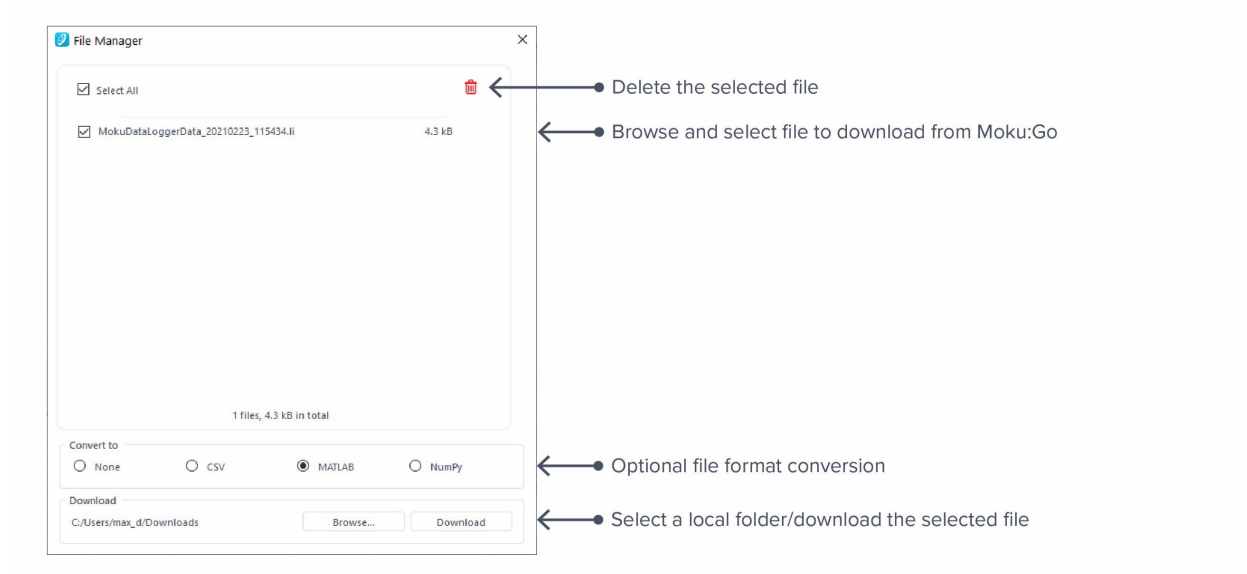 File Manager
Select All
Delete the selected file
MokuDataLoggerData_20210223_115434.li 4.3 kB
Browse and select file to download from Moku:Go
1 files, 4.3 kB in total
Convert to
None CSV MATLAB NumPy
Optional file format conversion
Download
C:/Users/max_d/Downloads Browse... Download
Select a local folder/download the selected file